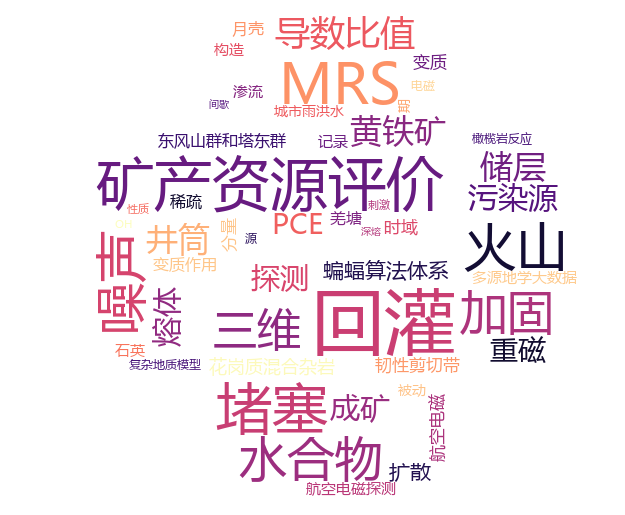 月壳
导数比值
构造
变质
MRS
渗流
电磁
间歇
城市雨洪水
黄铁矿
东风山群和塔东群
记录
橄榄岩反应
储层
矿产资源评价
污染源
稀疏
性质
刺激
羌塘
PCE
深熔
时域
井筒
分量
源
火山
噪声
变质作用
探测
蝙蝠算法体系
多源地学大数据
熔体
三维
回灌
加固
石英
复杂地质模型
花岗质混合杂岩
韧性剪切带
重磁
堵塞
成矿
被动
航空电磁
水合物
扩散
航空电磁探测